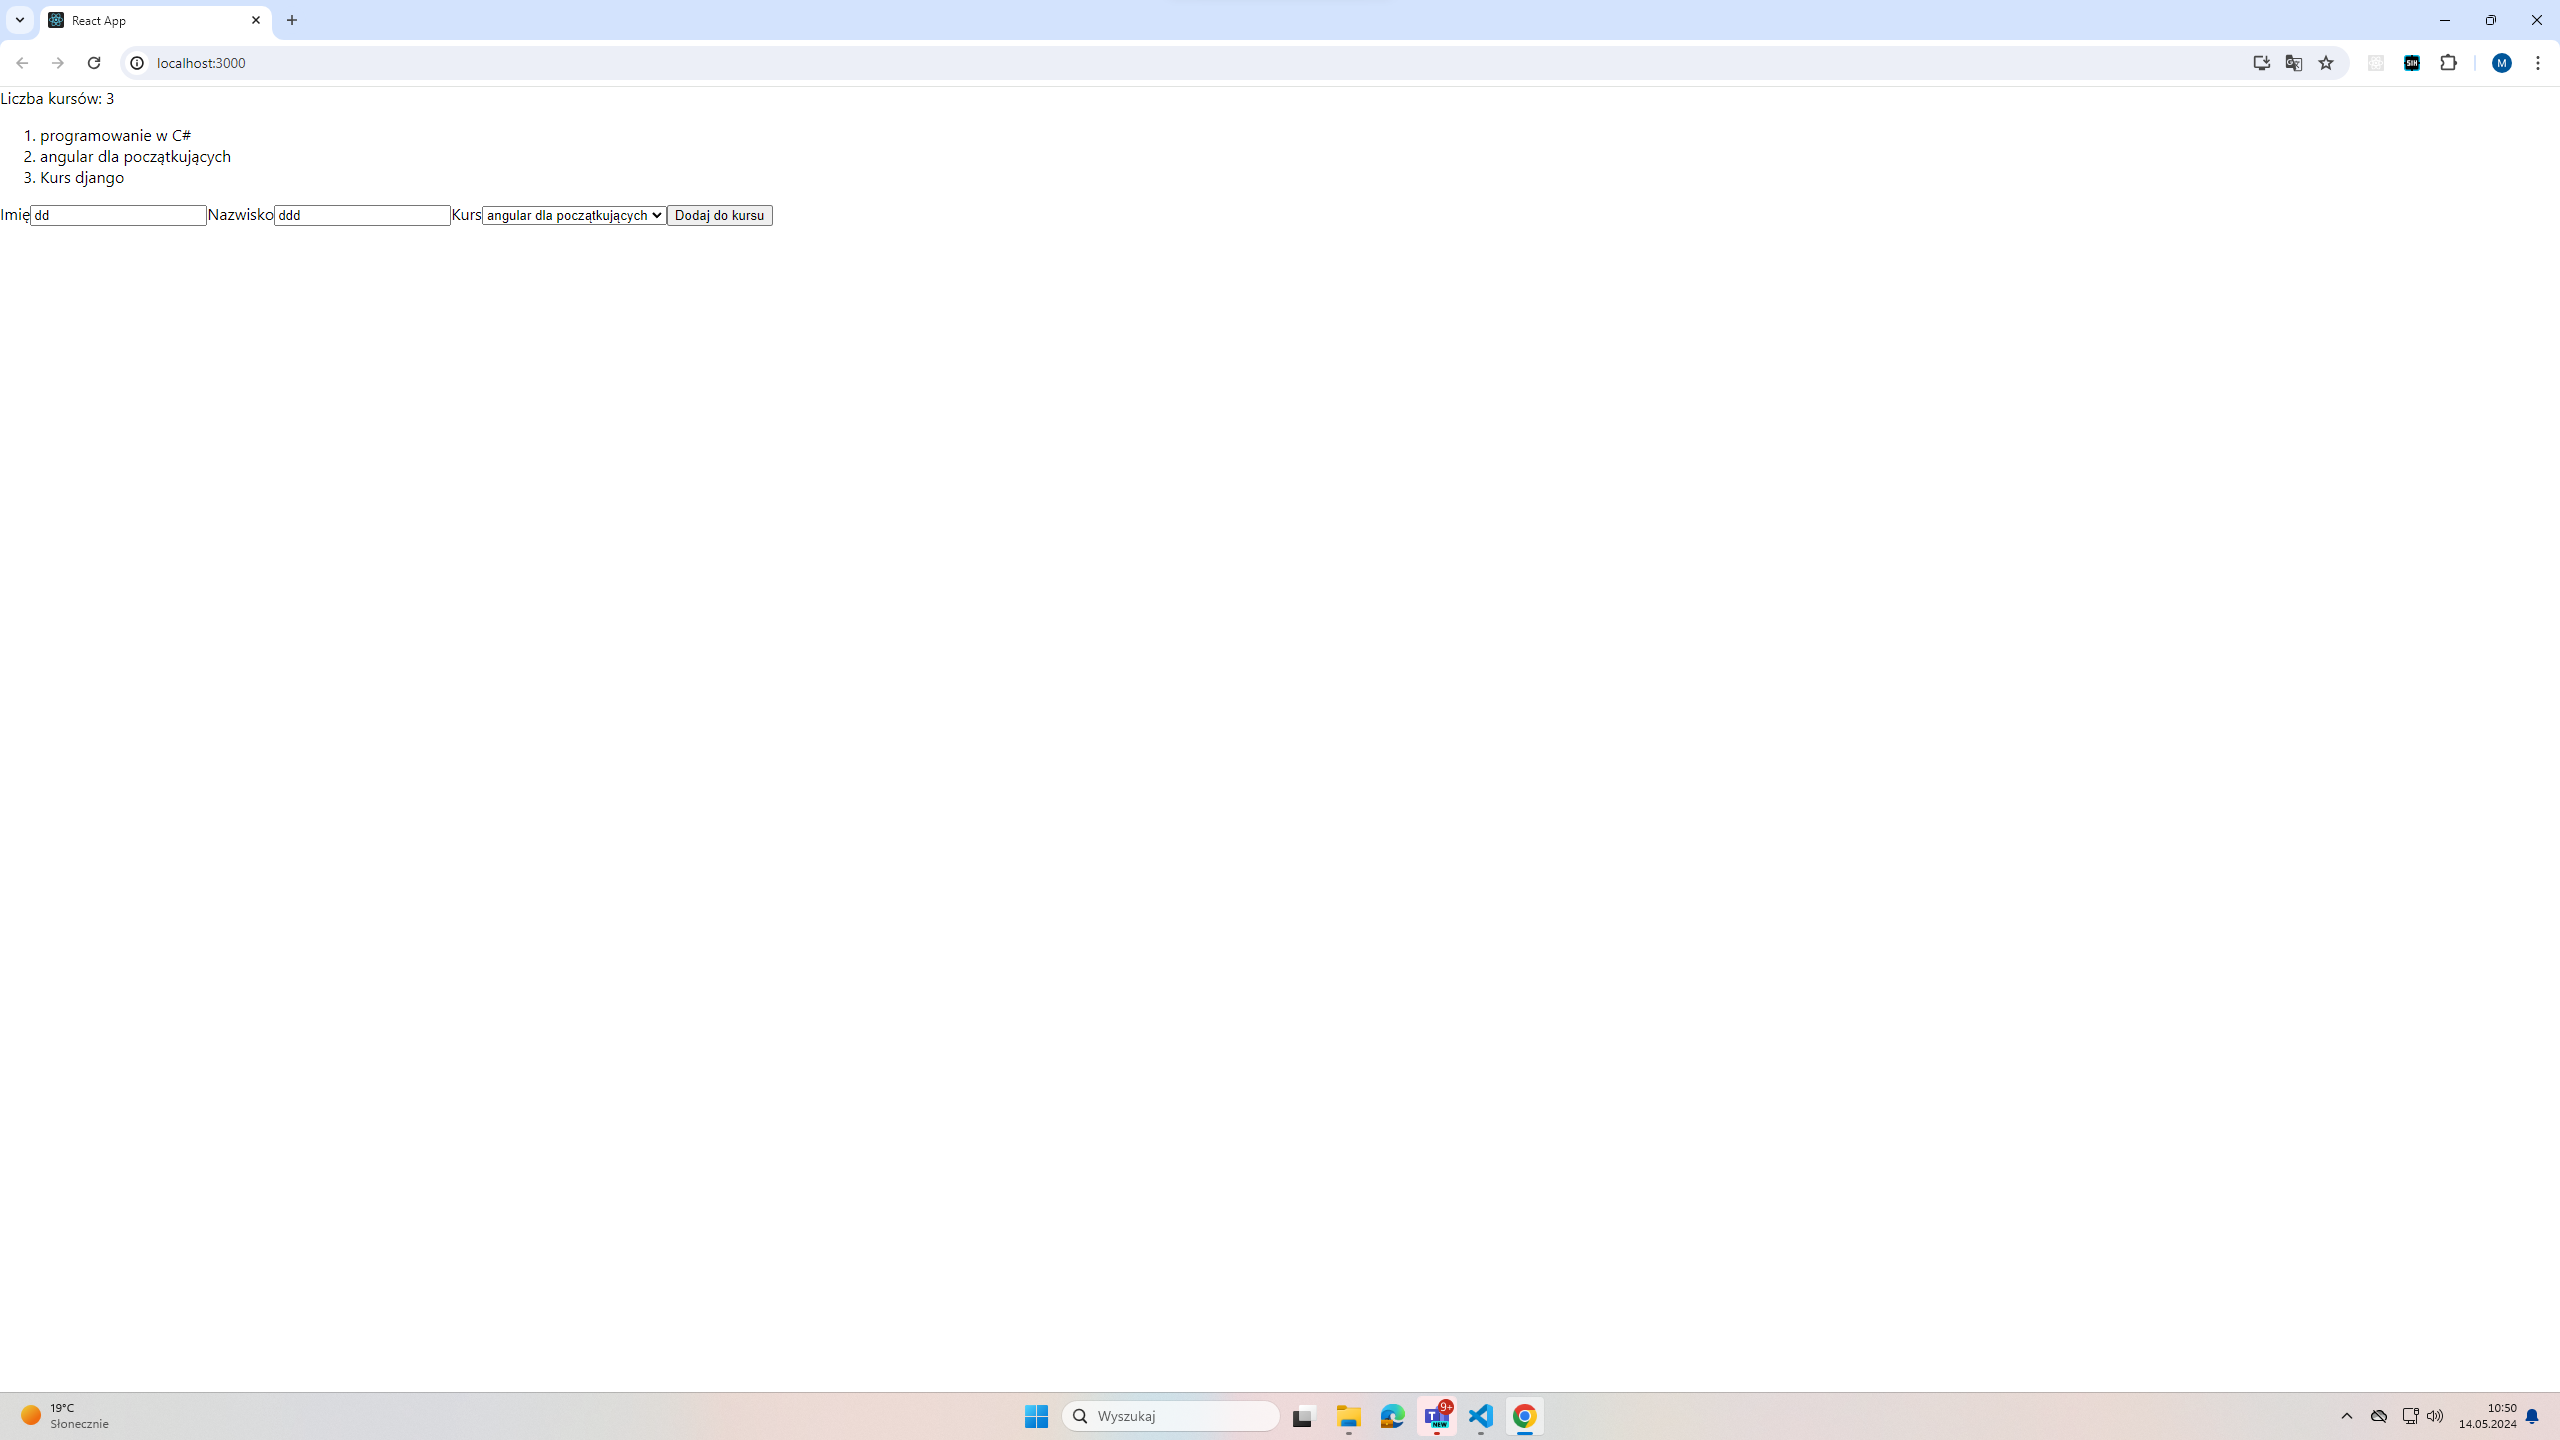 React App
localhost:3000
SIH
M
Liczba kursów: 3
1. programowanie w C#
2. angular dla początkujących
3. Kurs django
Imię dd Nazwisko ddd Kurs angular dla początkujących Dodaj do kursu
19°C
Słonecznie
Wyszukaj
9+
T
NEW
10:50
14.05.2024